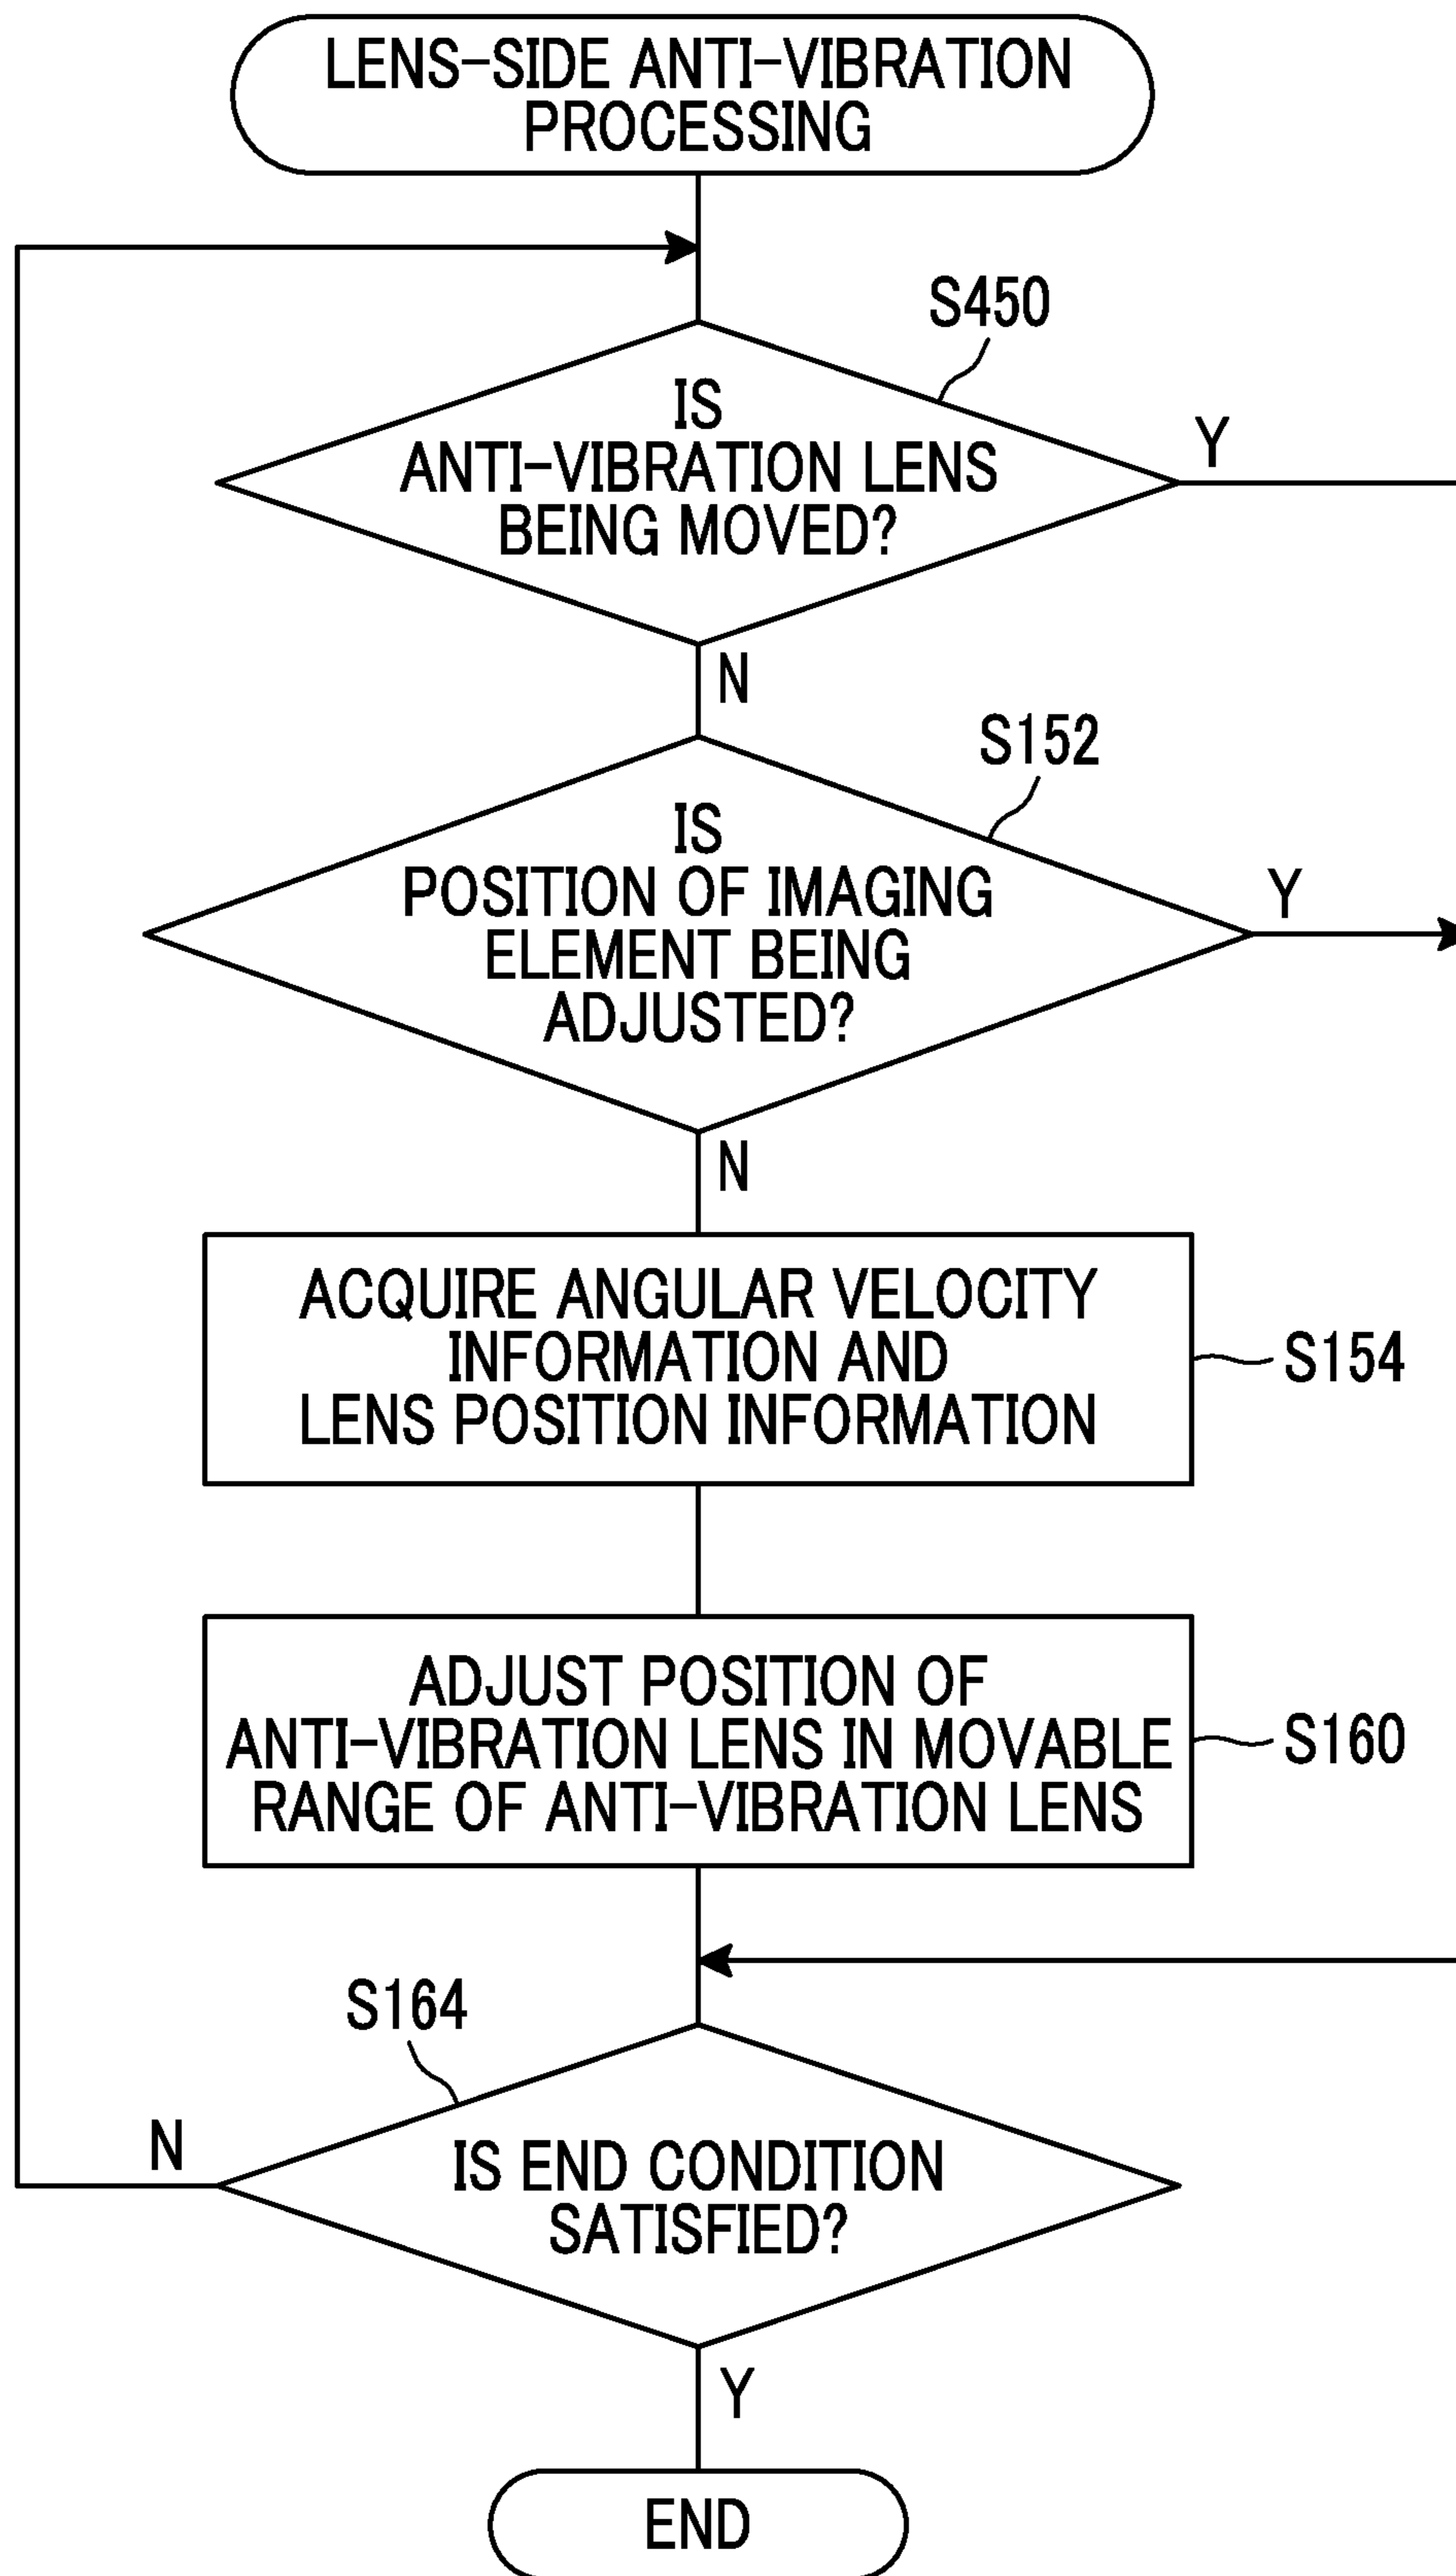 LENS-SIDE ANTI-VIBRATION
PROCESSING
S450
IS
ANTI-VIBRATION LENS
BEING MOVED?
Y
N
S152
IS
POSITION OF IMAGING
ELEMENT BEING
ADJUSTED?
Y
N
ACQUIRE ANGULAR VELOCITY
INFORMATION AND
LENS POSITION INFORMATION
S154
ADJUST POSITION OF
ANTI-VIBRATION LENS IN MOVABLE
RANGE OF ANTI-VIBRATION LENS
S160
S164
N
IS END CONDITION
SATISFIED?
Y
END